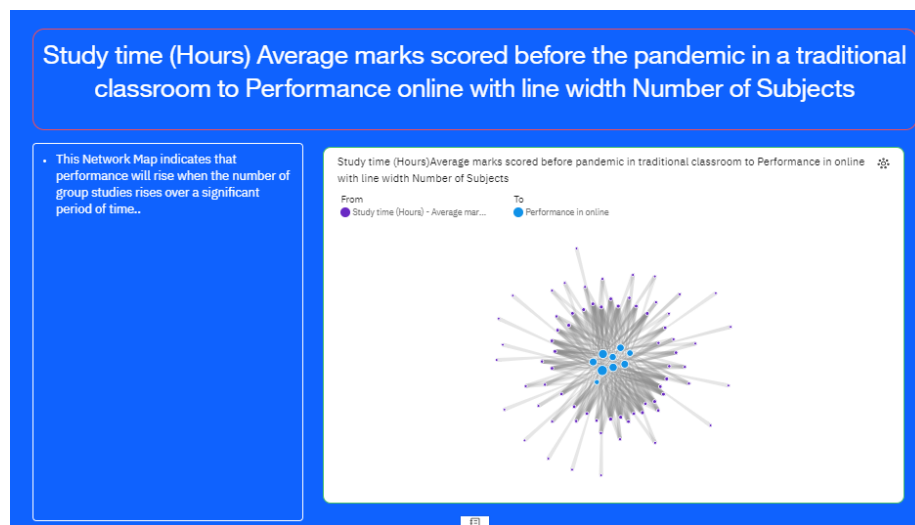 Study time (Hours) Average marks scored before the pandemic in a traditional
classroom to Performance online with line width Number of Subjects
• This Network Map indicates that
performance will rise when the number of
group studies rises over a significant
period of time..
Study time (Hours)Average marks scored before pandemic in traditional classroom to Performance in online
with line width Number of Subjects
From
To
Study time (Hours) - Average mar...
Performance in online